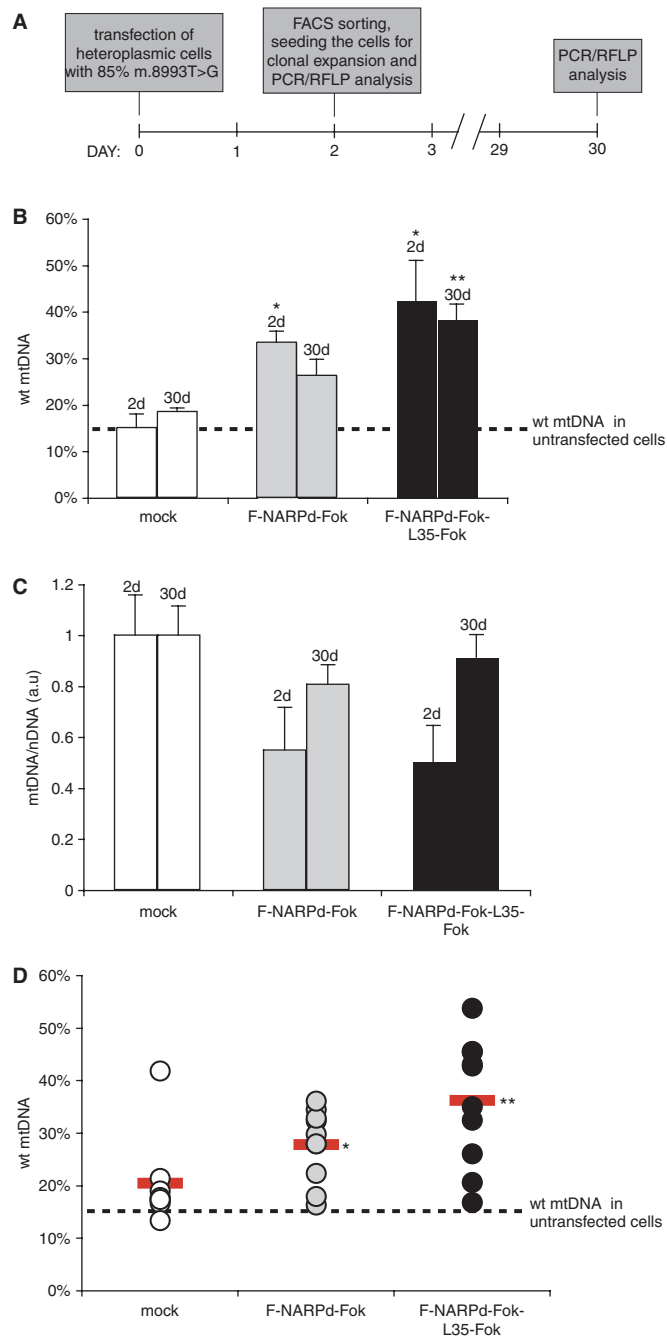 A
transfection of
heteroplasmic cells
with 85% m.8993T>G
FACS sorting,
seeding the cells for
clonal expansion and
PCR/RFLP analysis
PCR/RFLP
analysis
DAY: 0 1 2 3 29 30
B
wt mtDNA
60%
50%
40%
30%
20%
10%
0%
2d
30d
*
2d
30d
*
2d
**
30d
wt mtDNA in
untransfected cells
mock
F-NARPd-Fok
F-NARPd-Fok-
L35-Fok
C
mtDNA/nDNA (a.u)
1.2
1
0.8
0.6
0.4
0.2
0
2d
30d
2d
30d
2d
30d
mock
F-NARPd-Fok
F-NARPd-Fok-L35-
Fok
D
wt mtDNA
60%
50%
40%
30%
20%
10%
0%
*
**
wt mtDNA in
untransfected cells
mock
F-NARPd-Fok
F-NARPd-Fok-
L35-Fok